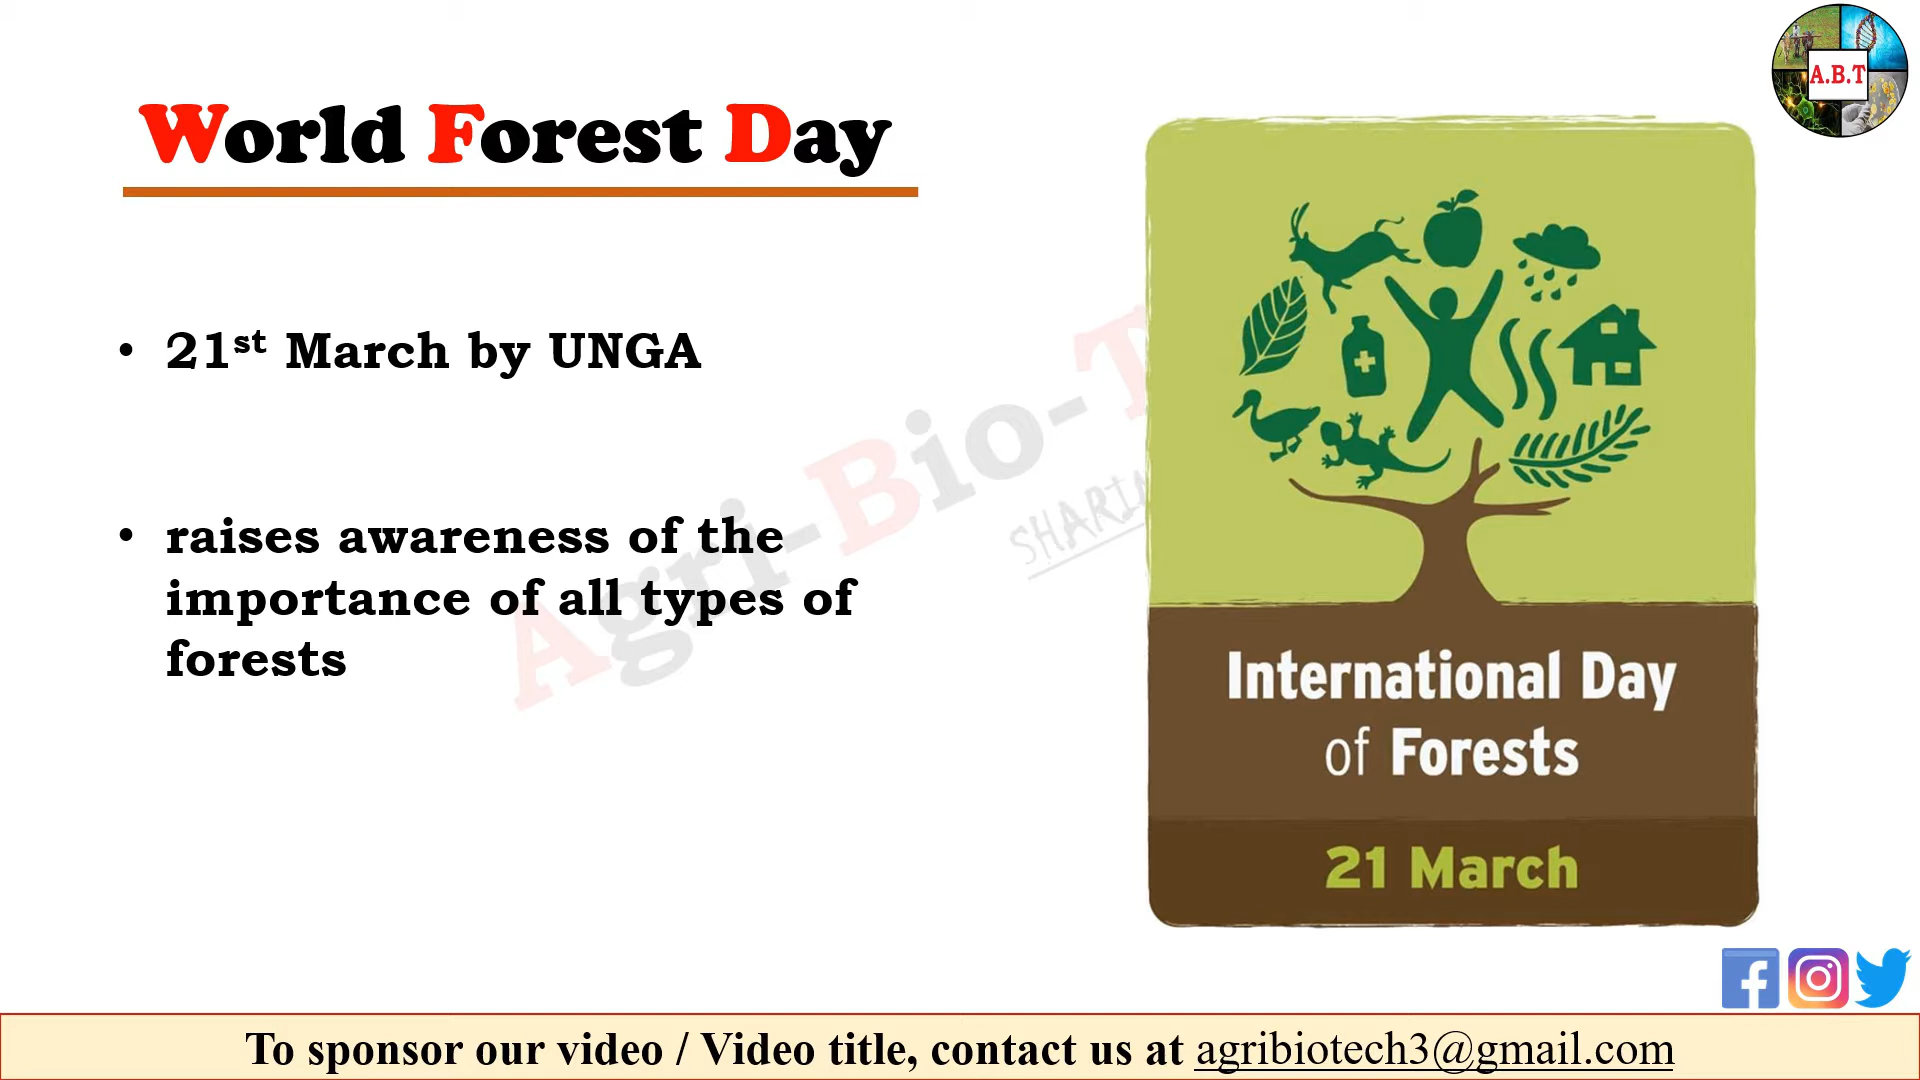 A.B.T
World Forest Day
• 21st March by UNGA
• raises awareness of the
importance of all types of
forests
Agri-Bio-T
SHARIN
International Day
of Forests
21 March
To sponsor our video / Video title, contact us at agribiotech3@gmail.com